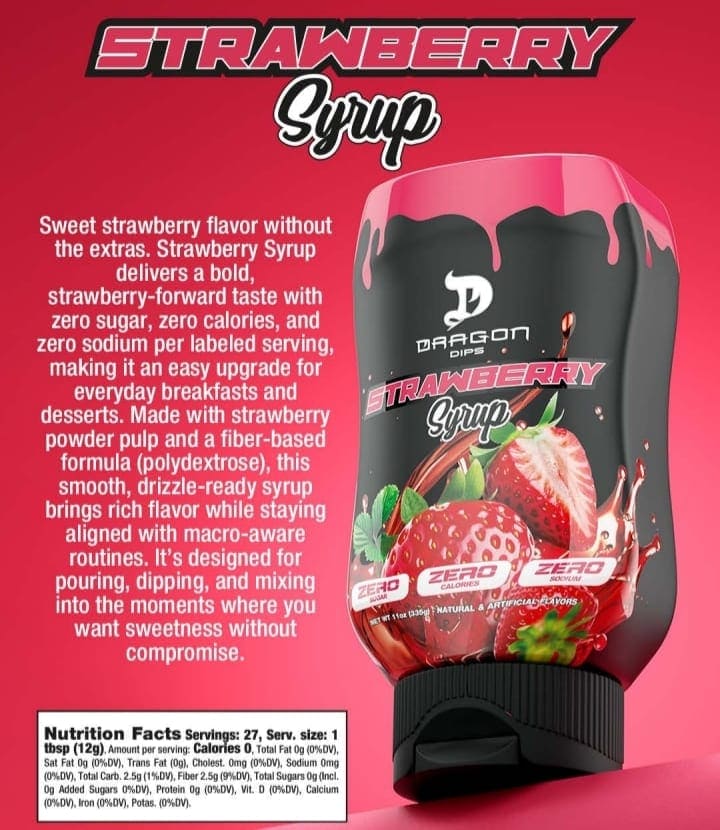 STRAWBERRY
Syrup
Sweet strawberry flavor without
the extras. Strawberry Syrup
delivers a bold,
strawberry-forward taste with
zero sugar, zero calories, and
zero sodium per labeled serving,
making it an easy upgrade for
everyday breakfasts and
desserts. Made with strawberry
powder pulp and a fiber-based
formula (polydextrose), this
smooth, drizzle-ready syrup
brings rich flavor while staying
aligned with macro-aware
routines. It's designed for
pouring, dipping, and mixing
into the moments where you
want sweetness without
compromise.
D
DRAGON
DIPS
STRAWBERRY
Syrup
ZERO
SUGAR
ZERO
CALORIES
ZERO
SODIUM
NET WT 11oz (335g) NATURAL & ARTIFICIAL FLAVORS
Nutrition Facts Servings: 27, Serv. size: 1
tbsp (12g), Amount per serving: Calories 0, Total Fat 0g (0%DV),
Sat Fat 0g (0%DV), Trans Fat (0g), Cholest. 0mg (0%DV), Sodium 0mg
(0%DV), Total Carb. 2.5g (1%DV), Fiber 2.5g (9%DV), Total Sugars 0g (Incl.
0g Added Sugars 0%DV), Protein 0g (0%DV), Vit. D (0%DV), Calcium
(0%DV), Iron (0%DV), Potas. (0%DV).